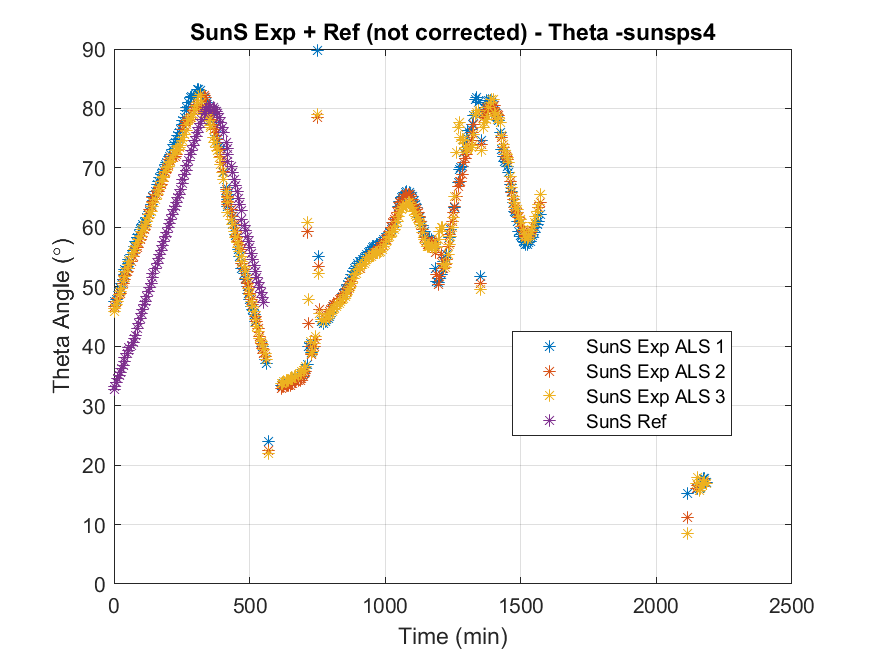 SunS Exp + Ref (not corrected) - Theta -sunsps4
90
80
70
60
50
40
30
20
10
0
Theta Angle (°)
SunS Exp ALS 1
SunS Exp ALS 2
SunS Exp ALS 3
SunS Ref
0 500 1000 1500 2000 2500
Time (min)